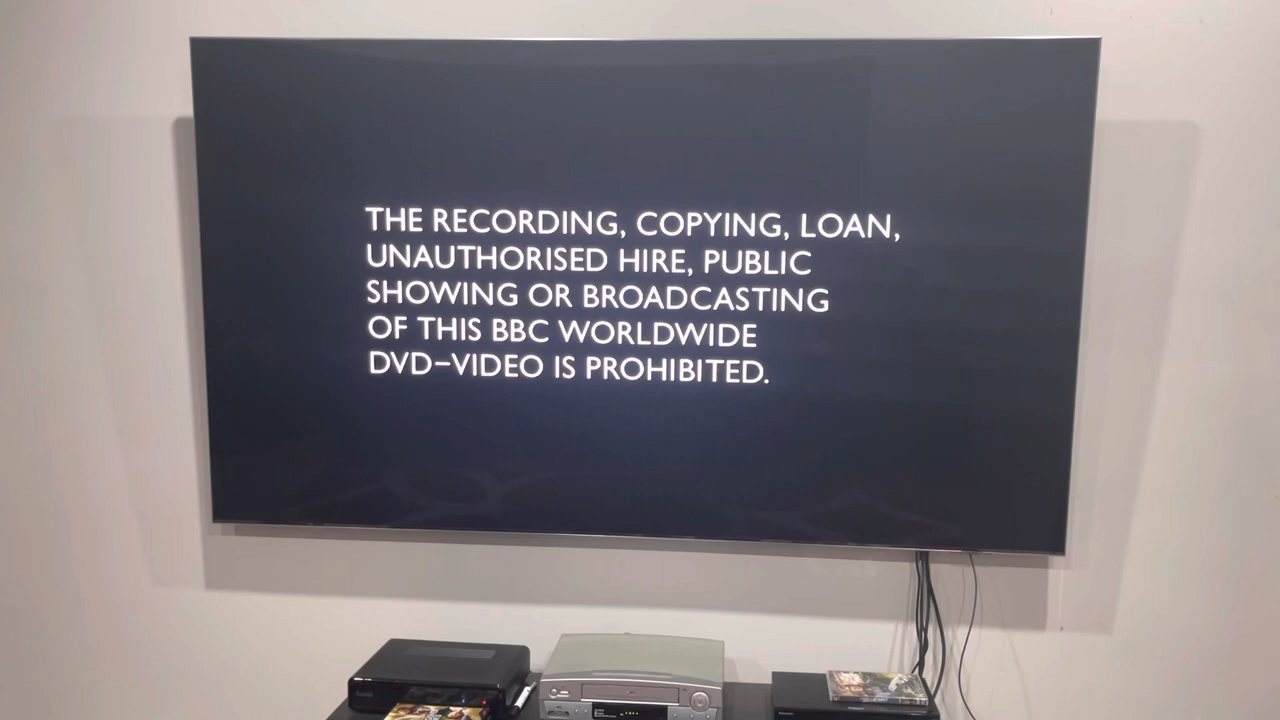 THE RECORDING, COPYING, LOAN,
UNAUTHORISED HIRE, PUBLIC
SHOWING OR BROADCASTING
OF THIS BBC WORLDWIDE
DVD-VIDEO IS PROHIBITED.